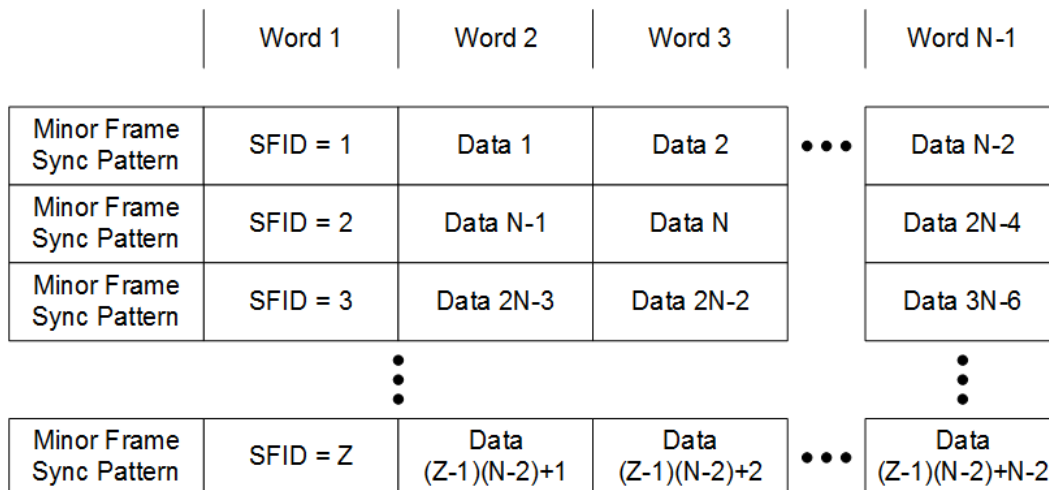 Word 1 Word 2 Word 3 Word N-1
Minor Frame
Sync Pattern
SFID = 1
Data 1
Data 2
Data N-2
Minor Frame
Sync Pattern
SFID = 2
Data N-1
Data N
Data 2N-4
Minor Frame
Sync Pattern
SFID = 3
Data 2N-3
Data 2N-2
Data 3N-6
Minor Frame
Sync Pattern
SFID = Z
Data
(Z-1)(N-2)+1
Data
(Z-1)(N-2)+2
Data
(Z-1)(N-2)+N-2